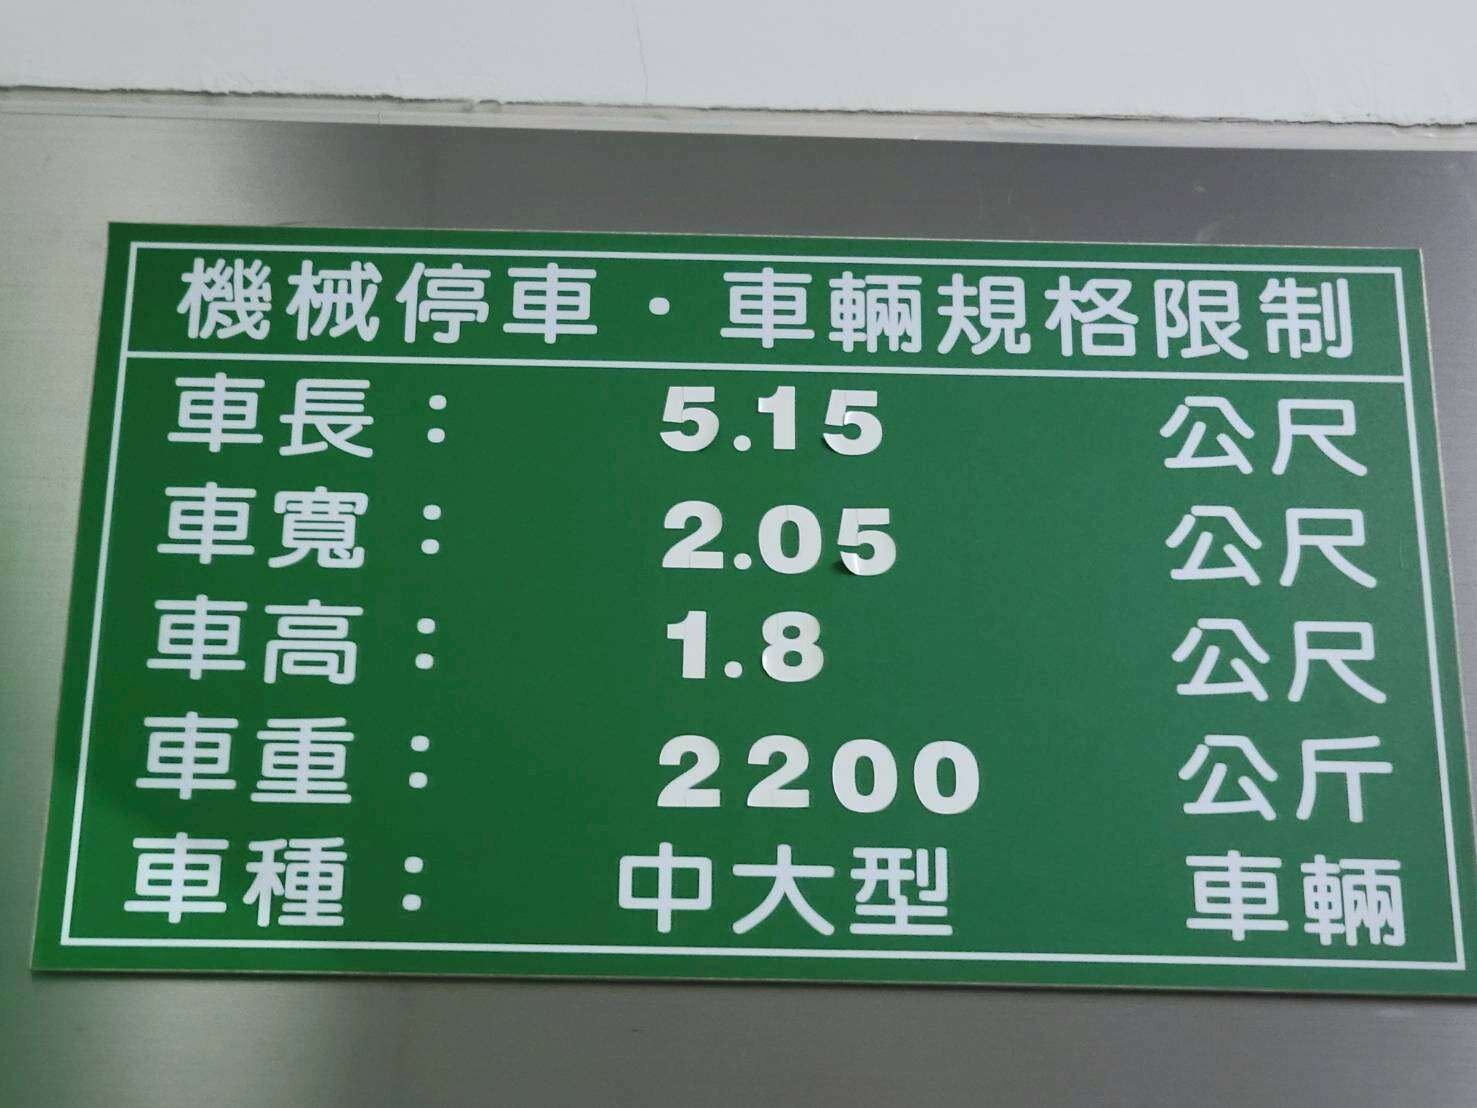 機械停車・車輛規格限制
車長： 5.15 公尺
車寬： 2.05 公尺
車高： 1.8 公尺
車重： 2200 公斤
車種： 中大型 車輛